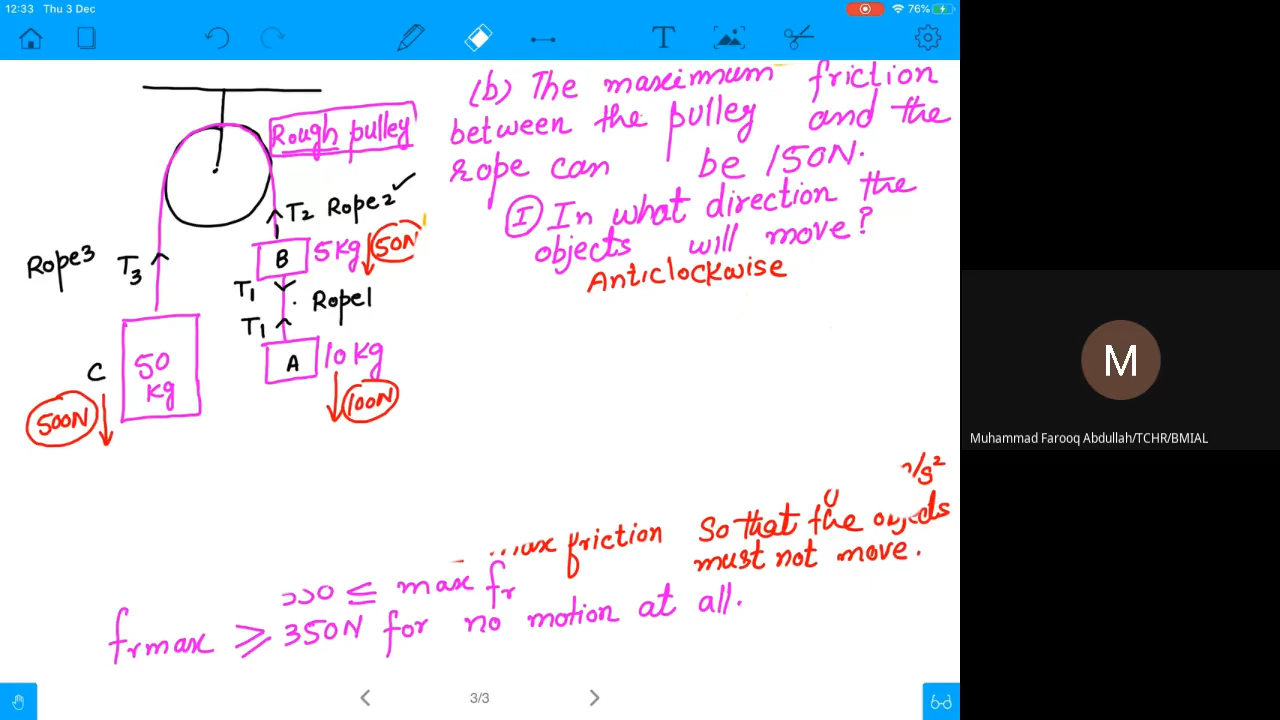 12:33 Thu 3 Dec
76%
T
(b) The maximum friction
between the pulley and the
rope can be 150N.
I In what direction the
objects will move?
Anticlockwise
Rough pulley
T2 Rope2
B 5kg 50N
Rope3
T3
T1
Rope1
T1
A 10kg
100N
C
50
kg
500N
/s²
max friction So that the objects
must not move.
≤ max fr
frmax ≥ 350N for no motion at all.
3/3
M
Muhammad Farooq Abdullah/TCHR/BMIAL